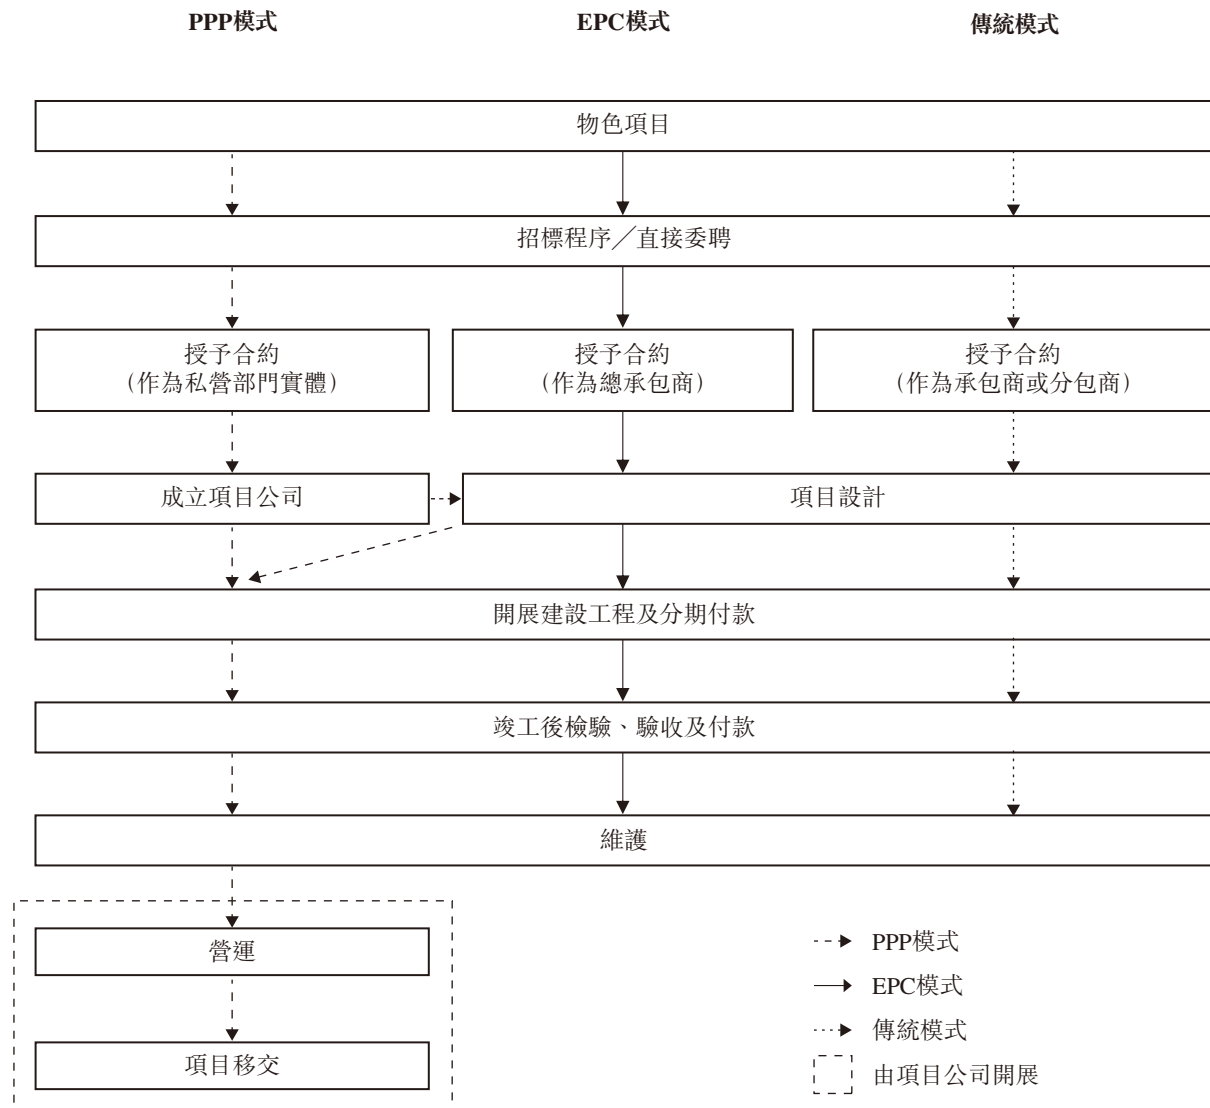 PPP模式
EPC模式
傳統模式
物色項目
招標程序／直接委聘
授予合約
（作為私營部門實體）
授予合約
（作為總承包商）
授予合約
（作為承包商或分包商）
成立項目公司
項目設計
開展建設工程及分期付款
竣工後檢驗、驗收及付款
維護
營運
項目移交
PPP模式
EPC模式
傳統模式
由項目公司開展